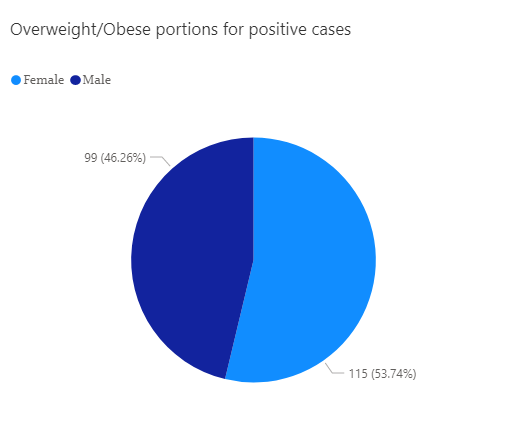 Overweight/Obese portions for positive cases
Female Male
99 (46.26%)
115 (53.74%)